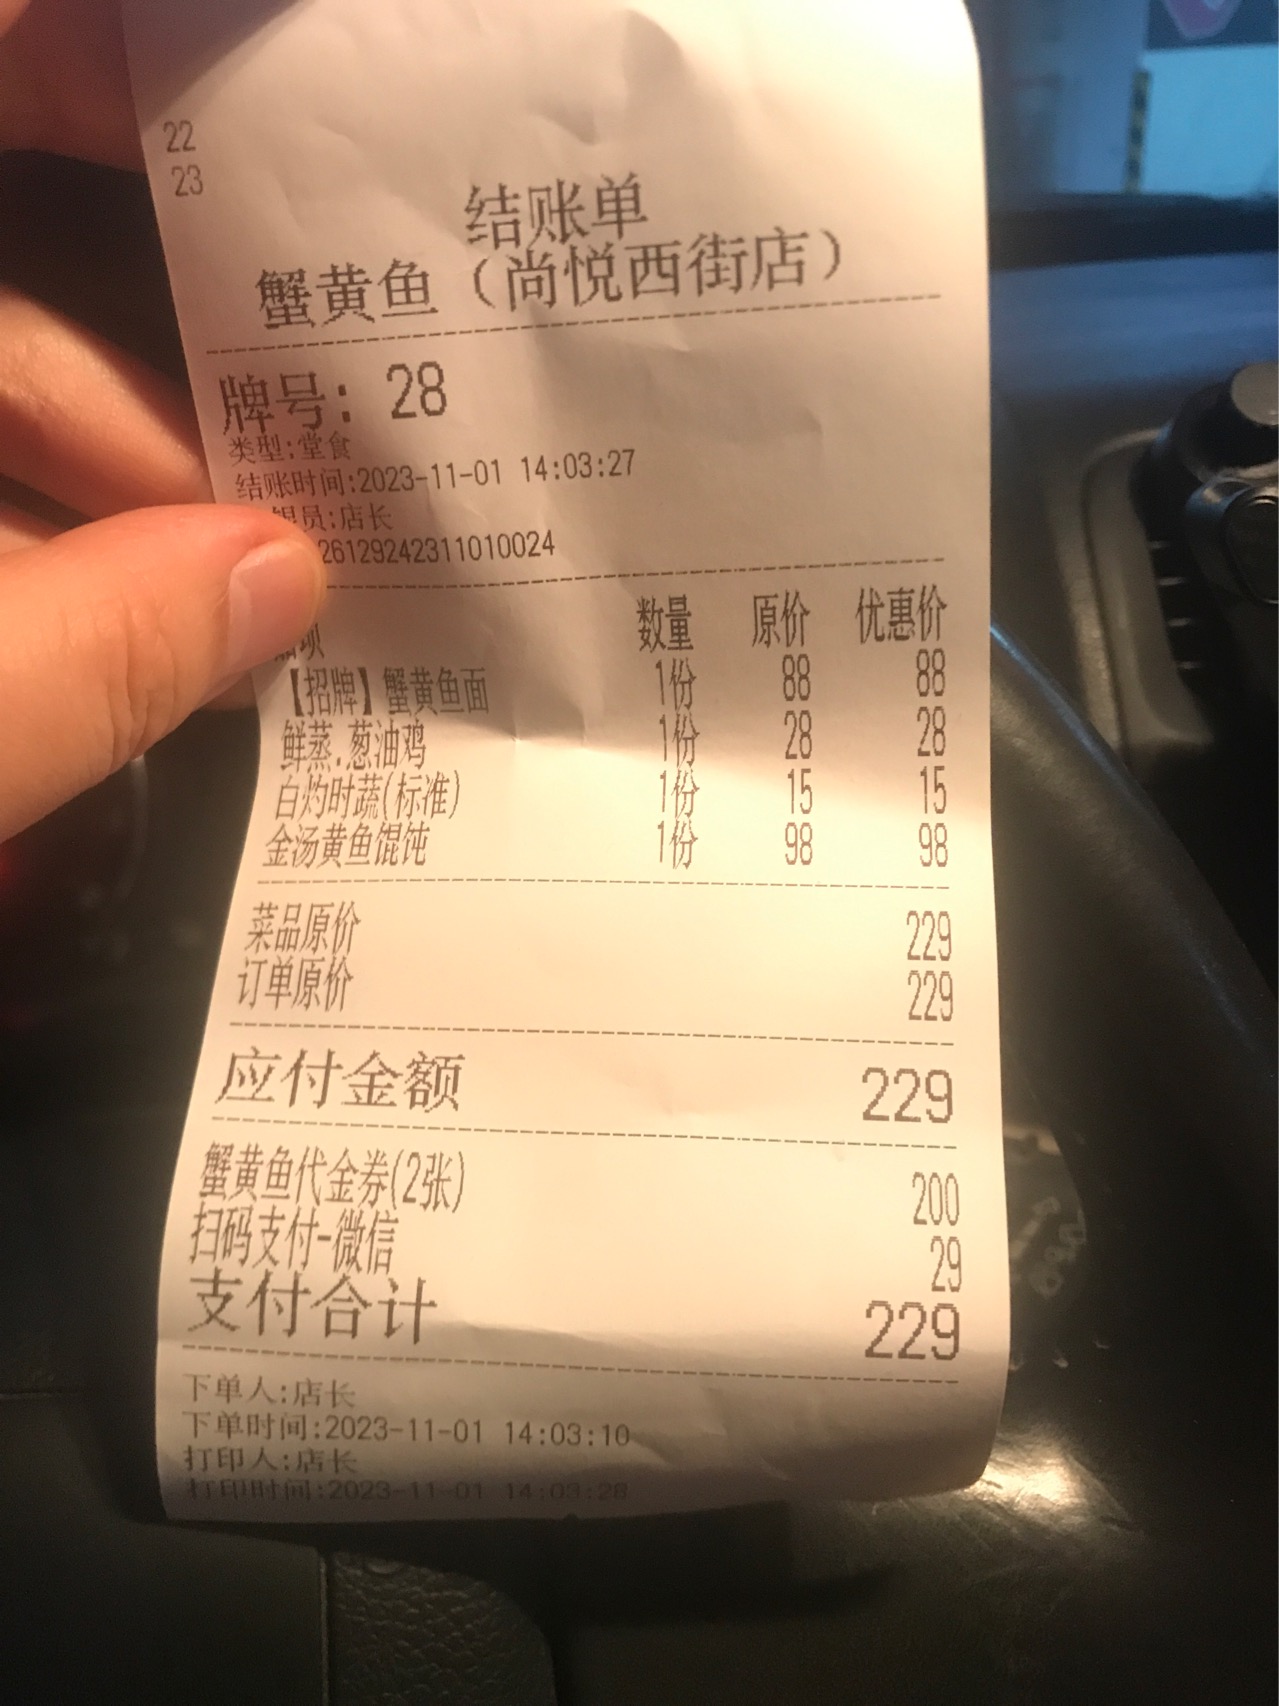 22
23
结账单
蟹黄鱼（尚悦西街店）
牌号: 28
类型:堂食
结账时间:2023-11-01 14:03:27
银员:店长
26129242311010024
项 数量 原价 优惠价
【招牌】蟹黄鱼面 1份 88 88
鲜蒸.葱油鸡 1份 28 28
白灼时蔬(标准) 1份 15 15
金汤黄鱼馄饨 1份 98 98
菜品原价 229
订单原价 229
应付金额 229
蟹黄鱼代金券(2张) 200
扫码支付-微信 29
支付合计 229
下单人:店长
下单时间:2023-11-01 14:03:10
打印人:店长
打印时间:2023-11-01 14:03:28